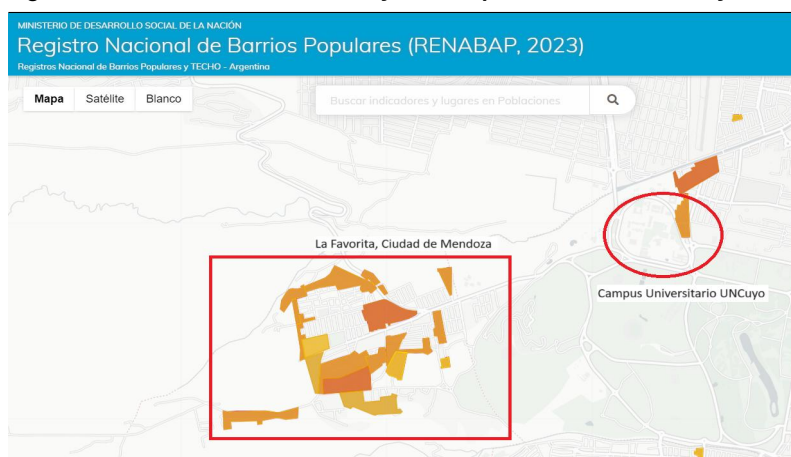 MINISTERIO DE DESARROLLO SOCIAL DE LA NACIÓN
Registro Nacional de Barrios Populares (RENABAP, 2023)
Registros Nacional de Barrios Populares y TECHO - Argentina
Mapa Satélite Blanco
Buscar indicadores y lugares en Poblaciones
La Favorita, Ciudad de Mendoza
Campus Universitario UNCuyo